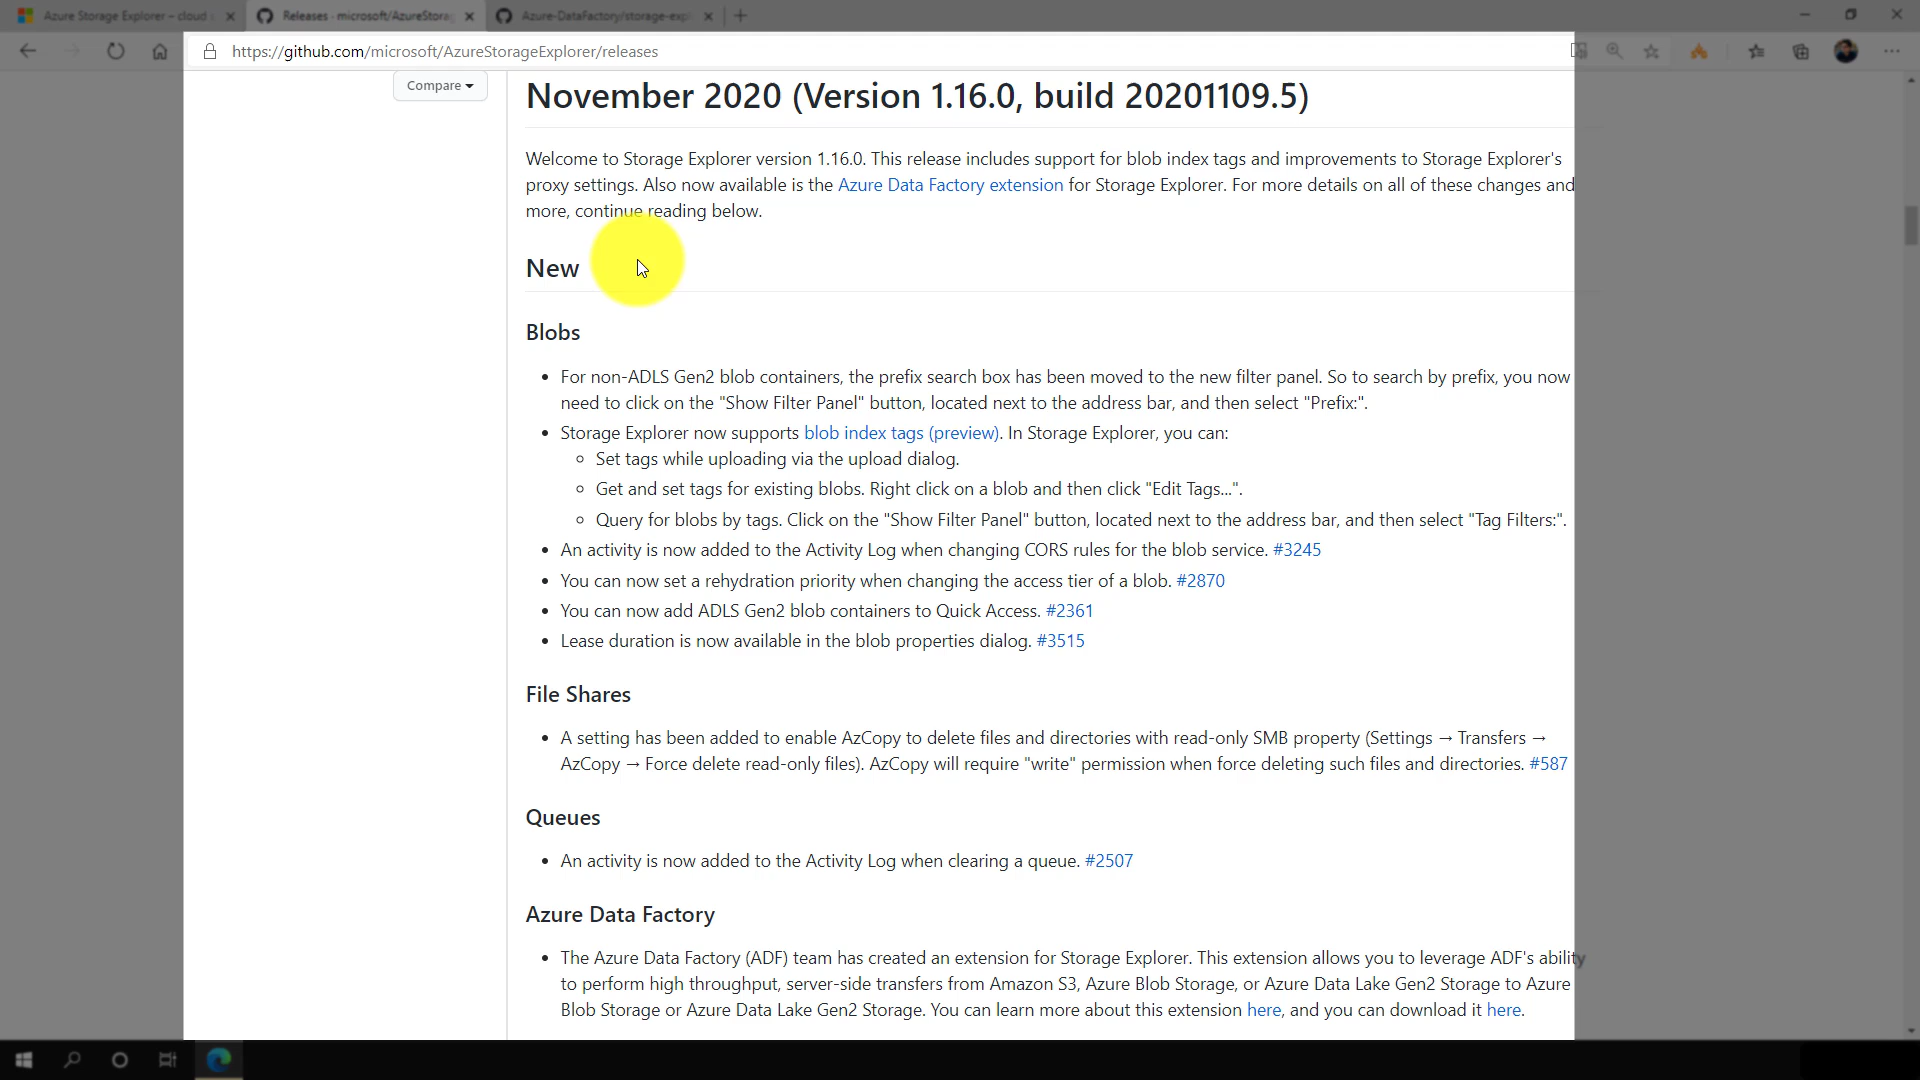 Azure Storage Explorer – cloud
Releases · microsoft/AzureStorag
Azure-DataFactory/storage-expl
https://github.com/microsoft/AzureStorageExplorer/releases
Compare
November 2020 (Version 1.16.0, build 20201109.5)
Welcome to Storage Explorer version 1.16.0. This release includes support for blob index tags and improvements to Storage Explorer's
proxy settings. Also now available is the Azure Data Factory extension for Storage Explorer. For more details on all of these changes and
more, continue reading below.
New
Blobs
• For non-ADLS Gen2 blob containers, the prefix search box has been moved to the new filter panel. So to search by prefix, you now
need to click on the "Show Filter Panel" button, located next to the address bar, and then select "Prefix:".
• Storage Explorer now supports blob index tags (preview). In Storage Explorer, you can:
◦ Set tags while uploading via the upload dialog.
◦ Get and set tags for existing blobs. Right click on a blob and then click "Edit Tags...".
◦ Query for blobs by tags. Click on the "Show Filter Panel" button, located next to the address bar, and then select "Tag Filters:".
• An activity is now added to the Activity Log when changing CORS rules for the blob service. #3245
• You can now set a rehydration priority when changing the access tier of a blob. #2870
• You can now add ADLS Gen2 blob containers to Quick Access. #2361
• Lease duration is now available in the blob properties dialog. #3515
File Shares
• A setting has been added to enable AzCopy to delete files and directories with read-only SMB property (Settings → Transfers →
AzCopy → Force delete read-only files). AzCopy will require "write" permission when force deleting such files and directories. #587
Queues
• An activity is now added to the Activity Log when clearing a queue. #2507
Azure Data Factory
• The Azure Data Factory (ADF) team has created an extension for Storage Explorer. This extension allows you to leverage ADF's ability
to perform high throughput, server-side transfers from Amazon S3, Azure Blob Storage, or Azure Data Lake Gen2 Storage to Azure
Blob Storage or Azure Data Lake Gen2 Storage. You can learn more about this extension here, and you can download it here.